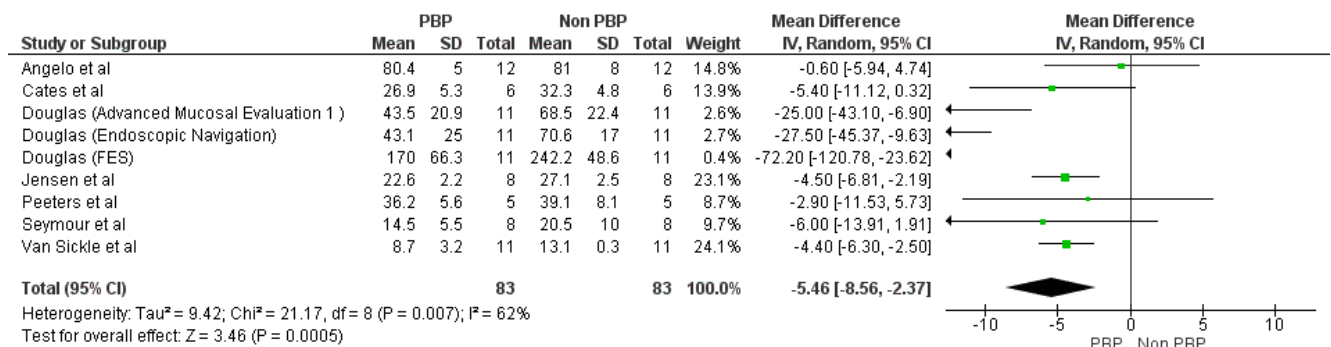 PBP Non PBP Mean Difference Mean Difference
Study or Subgroup Mean SD Total Mean SD Total Weight IV, Random, 95% CI IV, Random, 95% CI
Angelo et al 80.4 5 12 81 8 12 14.8% -0.60 [-5.94, 4.74]
Cates et al 26.9 5.3 6 32.3 4.8 6 13.9% -5.40 [-11.12, 0.32]
Douglas (Advanced Mucosal Evaluation 1 ) 43.5 20.9 11 68.5 22.4 11 2.6% -25.00 [-43.10, -6.90]
Douglas (Endoscopic Navigation) 43.1 25 11 70.6 17 11 2.7% -27.50 [-45.37, -9.63]
Douglas (FES) 170 66.3 11 242.2 48.6 11 0.4% -72.20 [-120.78, -23.62]
Jensen et al 22.6 2.2 8 27.1 2.5 8 23.1% -4.50 [-6.81, -2.19]
Peeters et al 36.2 5.6 5 39.1 8.1 5 8.7% -2.90 [-11.53, 5.73]
Seymour et al 14.5 5.5 8 20.5 10 8 9.7% -6.00 [-13.91, 1.91]
Van Sickle et al 8.7 3.2 11 13.1 0.3 11 24.1% -4.40 [-6.30, -2.50]
Total (95% CI) 83 83 100.0% -5.46 [-8.56, -2.37]
Heterogeneity: Tau² = 9.42; Chi² = 21.17, df = 8 (P = 0.007); I² = 62%
Test for overall effect: Z = 3.46 (P = 0.0005)
-10 -5 0 5 10
PBP Non PBP